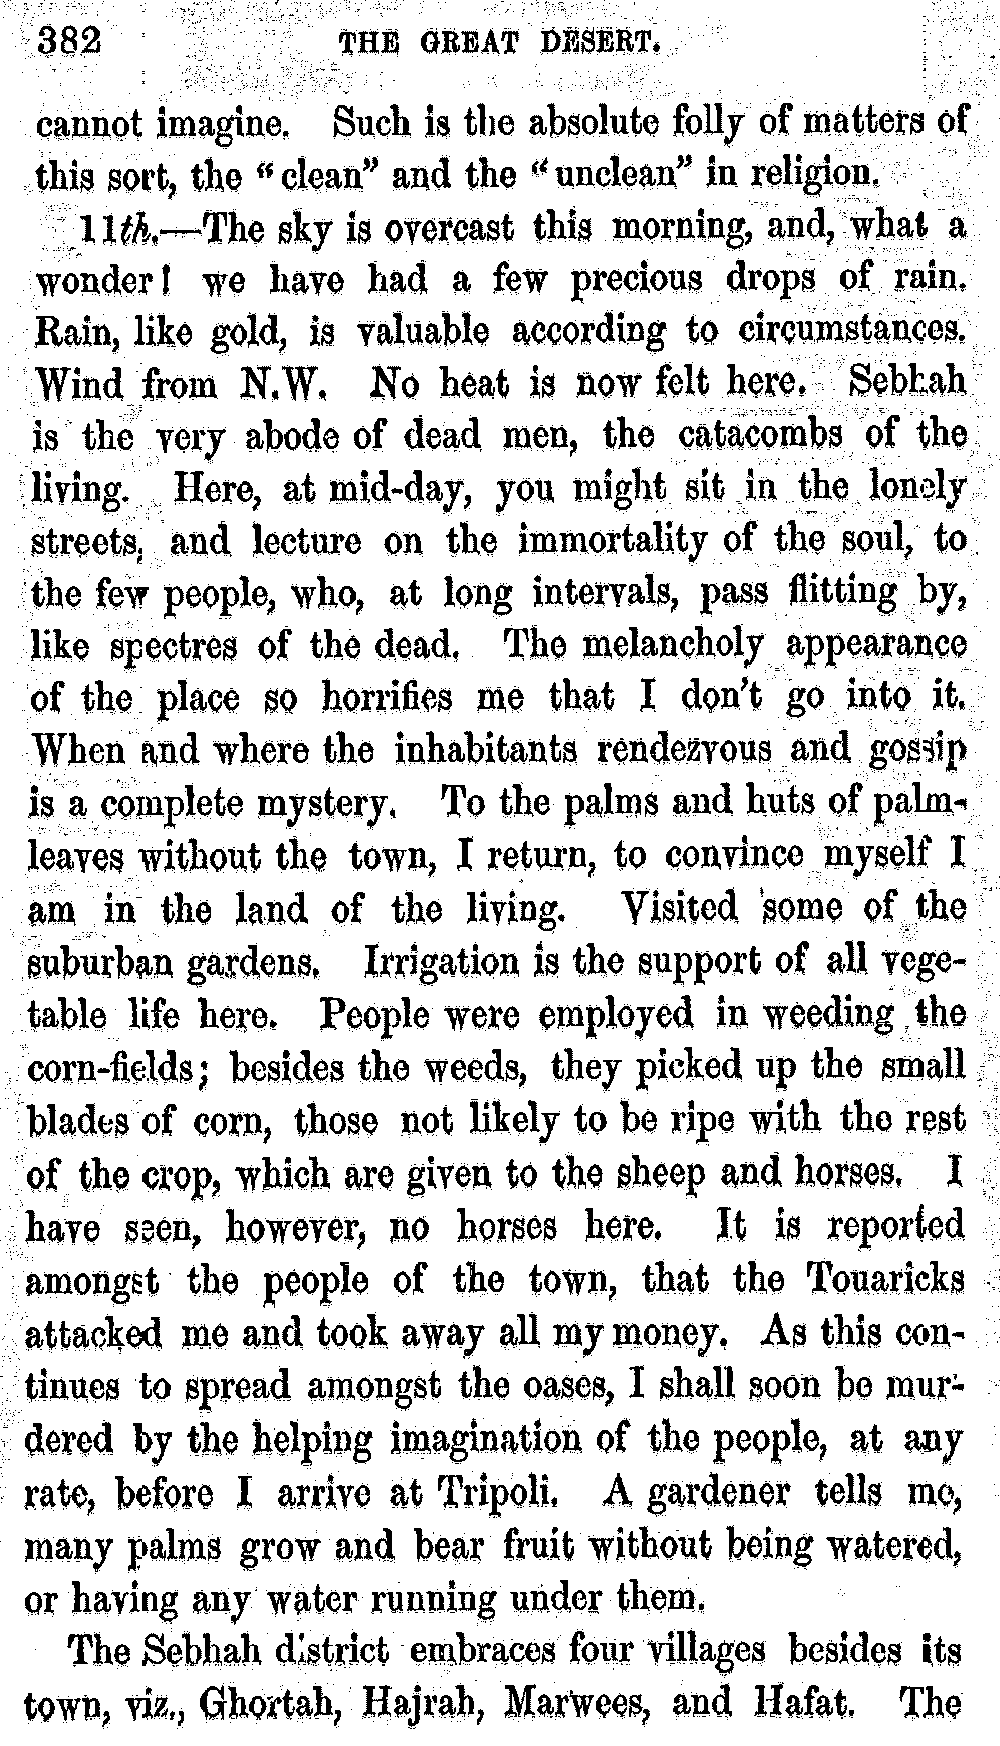 382 THE GREAT DESERT.
cannot imagine. Such is the absolute folly of matters of
this sort, the “clean” and the “unclean” in religion.
11th.—The sky is overcast this morning, and, what a
wonder! we have had a few precious drops of rain.
Rain, like gold, is valuable according to circumstances.
Wind from N.W. No heat is now felt here. Sebhah
is the very abode of dead men, the catacombs of the
living. Here, at mid-day, you might sit in the lonely
streets, and lecture on the immortality of the soul, to
the few people, who, at long intervals, pass flitting by,
like spectres of the dead. The melancholy appearance
of the place so horrifies me that I don't go into it.
When and where the inhabitants rendezvous and gossip
is a complete mystery. To the palms and huts of palm-
leaves without the town, I return, to convince myself I
am in the land of the living. Visited some of the
suburban gardens. Irrigation is the support of all vege-
table life here. People were employed in weeding the
corn-fields; besides the weeds, they picked up the small
blades of corn, those not likely to be ripe with the rest
of the crop, which are given to the sheep and horses. I
have seen, however, no horses here. It is reported
amongst the people of the town, that the Touaricks
attacked me and took away all my money. As this con-
tinues to spread amongst the oases, I shall soon be mur-
dered by the helping imagination of the people, at any
rate, before I arrive at Tripoli. A gardener tells me,
many palms grow and bear fruit without being watered,
or having any water running under them.
The Sebhah district embraces four villages besides its
town, viz., Ghortah, Hajrah, Marwees, and Hafat. The